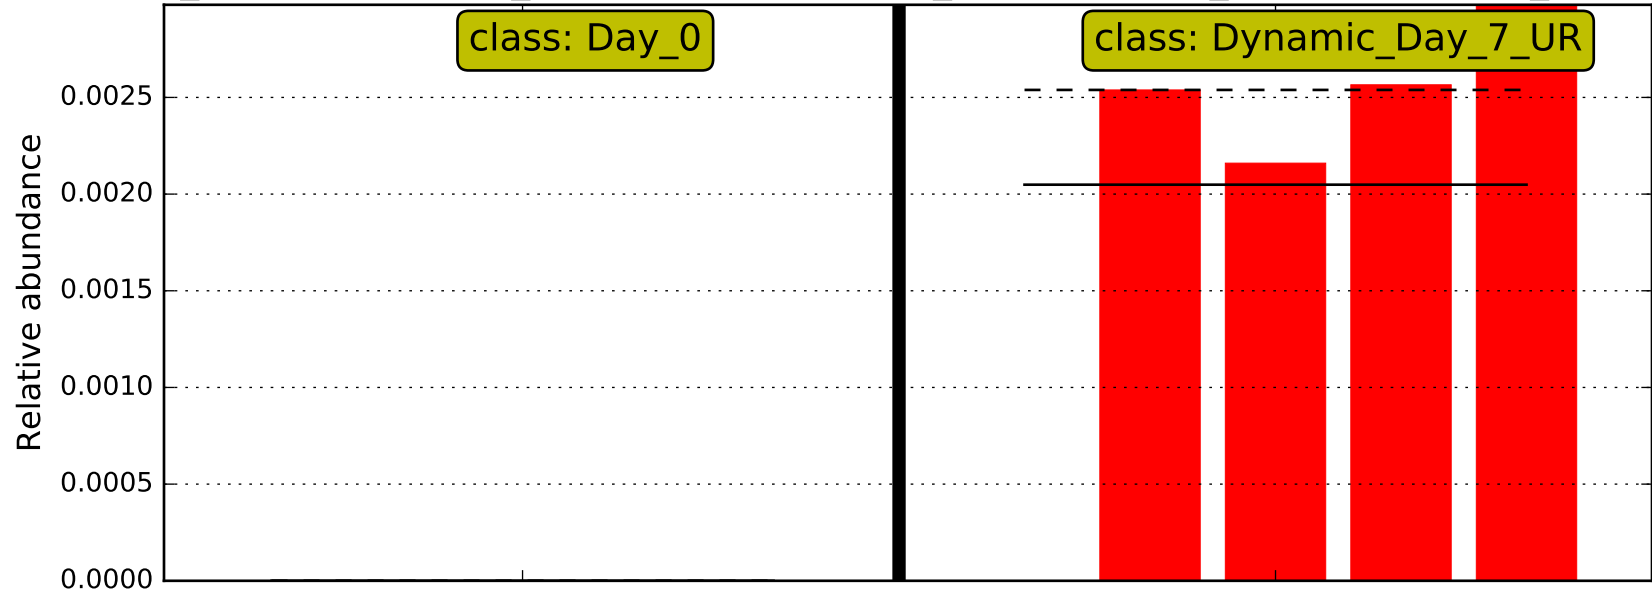 class: Day_0
class: Dynamic_Day_7_UR
Relative abundance
0.0025
0.0020
0.0015
0.0010
0.0005
0.0000